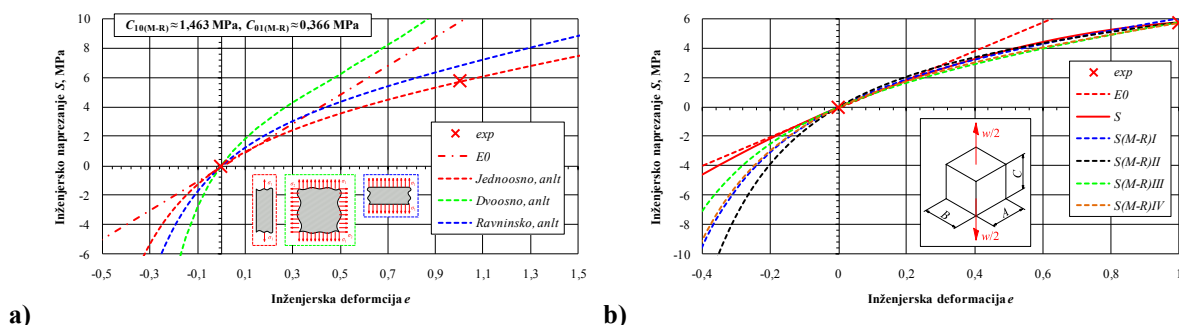 C10(M-R) ≈ 1,463 MPa, C01(M-R) ≈ 0,366 MPa
Inženjersko naprezanje S, MPa
10
8
6
4
2
0
-2
-4
-6
-0,5 -0,3 -0,1 0,1 0,3 0,5 0,7 0,9 1,1 1,3 1,5
Inženjerska deformcija e
exp
E0
Jednoosno, anlt
Dvoosno, anlt
Ravninsko, anlt
a)
Inženjersko naprezanje S, MPa
6
4
2
0
-2
-4
-6
-8
-10
-0,4 -0,2 0 0,2 0,4 0,6 0,8 1
Inženjerska deformacija e
exp
E0
S
S(M-R)I
S(M-R)II
S(M-R)III
S(M-R)IV
w/2
C
B
A
w/2
b)